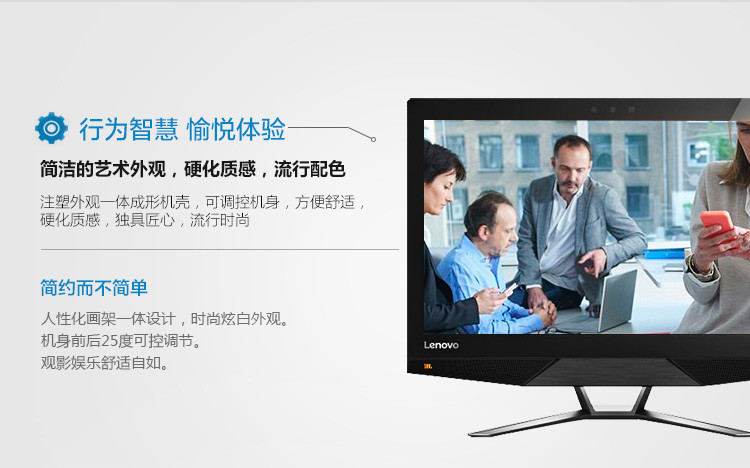 行为智慧 愉悦体验
简洁的艺术外观，硬化质感，流行配色
注塑外观一体成形机壳，可调控机身，方便舒适，
硬化质感，独具匠心，流行时尚
简约而不简单
人性化画架一体设计，时尚炫白外观。
机身前后25度可控调节。
观影娱乐舒适自如。
Lenovo
JBL